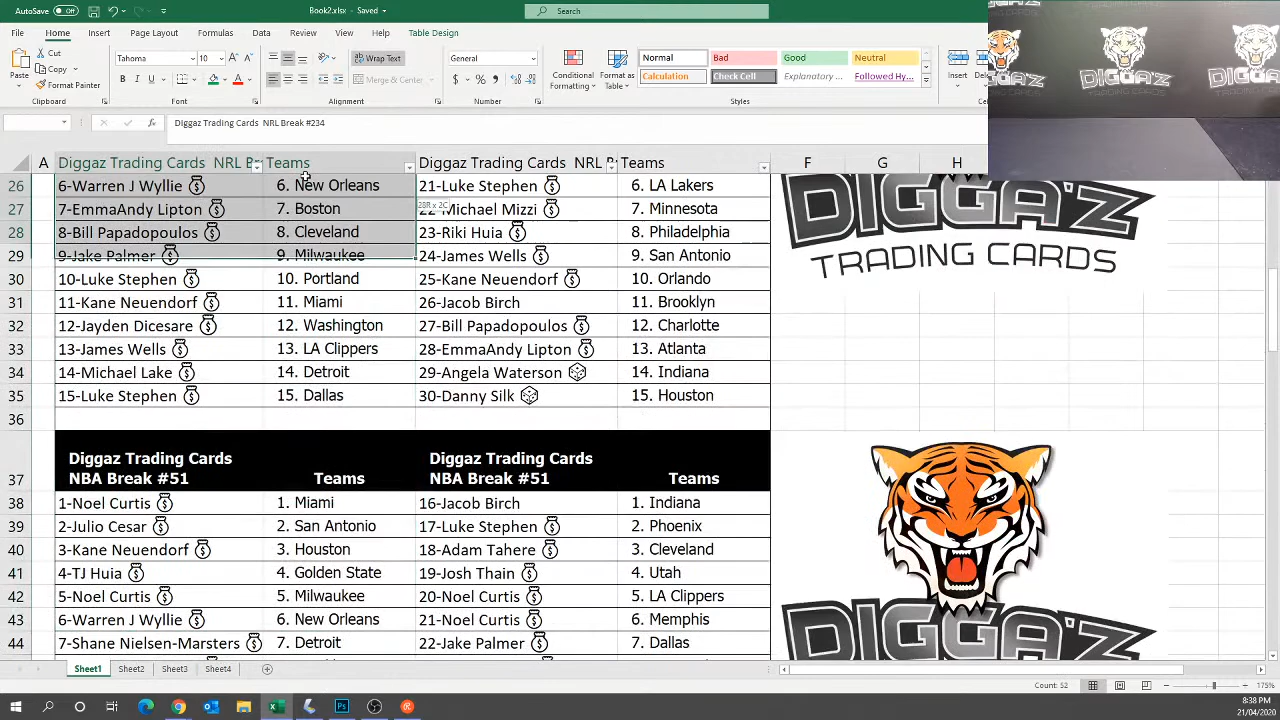 AutoSave Off Book2.xlsx - Saved Search
File Home Insert Page Layout Formulas Data Review View Help Table Design
Cut
Copy
Format Painter
Paste
Clipboard
Tahoma 10
B I U
Font
Wrap Text
Merge & Center
Alignment
General
Number
Conditional Formatting
Format as Table
Normal Bad Good Neutral
Calculation Check Cell Explanatory ... Followed Hy...
Styles
Insert
Diggaz Trading Cards NRL Break #234
A Diggaz Trading Cards NRL Br Teams Diggaz Trading Cards NRL Br Teams F G H
26 6-Warren J Wyllie 6. New Orleans 21-Luke Stephen 6. LA Lakers
27 7-EmmaAndy Lipton 7. Boston 22-Michael Mizzi 7. Minnesota
28R x 2C
28 8-Bill Papadopoulos 8. Cleveland 23-Riki Huia 8. Philadelphia
29 9-Jake Palmer 9. Milwaukee 24-James Wells 9. San Antonio
30 10-Luke Stephen 10. Portland 25-Kane Neuendorf 10. Orlando
31 11-Kane Neuendorf 11. Miami 26-Jacob Birch 11. Brooklyn
32 12-Jayden Dicesare 12. Washington 27-Bill Papadopoulos 12. Charlotte
33 13-James Wells 13. LA Clippers 28-EmmaAndy Lipton 13. Atlanta
34 14-Michael Lake 14. Detroit 29-Angela Waterson 14. Indiana
35 15-Luke Stephen 15. Dallas 30-Danny Silk 15. Houston
36
37 Diggaz Trading Cards NBA Break #51 Teams Diggaz Trading Cards NBA Break #51 Teams
38 1-Noel Curtis 1. Miami 16-Jacob Birch 1. Indiana
39 2-Julio Cesar 2. San Antonio 17-Luke Stephen 2. Phoenix
40 3-Kane Neuendorf 3. Houston 18-Adam Tahere 3. Cleveland
41 4-TJ Huia 4. Golden State 19-Josh Thain 4. Utah
42 5-Noel Curtis 5. Milwaukee 20-Noel Curtis 5. LA Clippers
43 6-Warren J Wyllie 6. New Orleans 21-Noel Curtis 6. Memphis
44 7-Shane Nielsen-Marsters 7. Detroit 22-Jake Palmer 7. Dallas
DIGGA'Z
TRADING CARDS
DIGGA'Z
DIGGA'Z
TRADING CARDS
Sheet1 Sheet2 Sheet3 Sheet4
Count: 52 175%
8:38 PM
21/04/2020